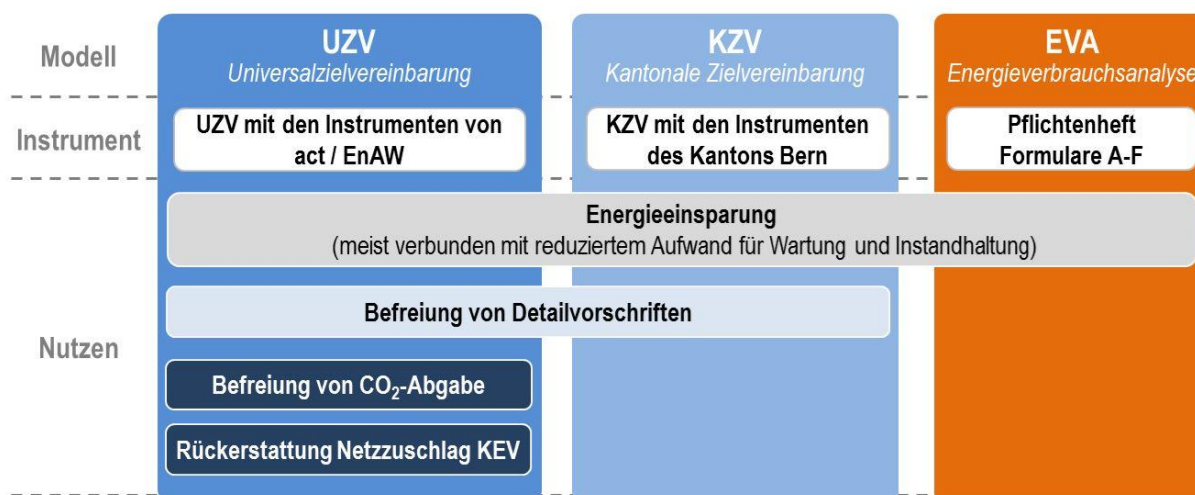 Modell
UZV
Universalzielvereinbarung
KZV
Kantonale Zielvereinbarung
EVA
Energieverbrauchsanalyse
Instrument
UZV mit den Instrumenten von
act / EnAW
KZV mit den Instrumenten
des Kantons Bern
Pflichtenheft
Formulare A-F
Nutzen
Energieeinsparung
(meist verbunden mit reduziertem Aufwand für Wartung und Instandhaltung)
Befreiung von Detailvorschriften
Befreiung von CO₂-Abgabe
Rückerstattung Netzzuschlag KEV